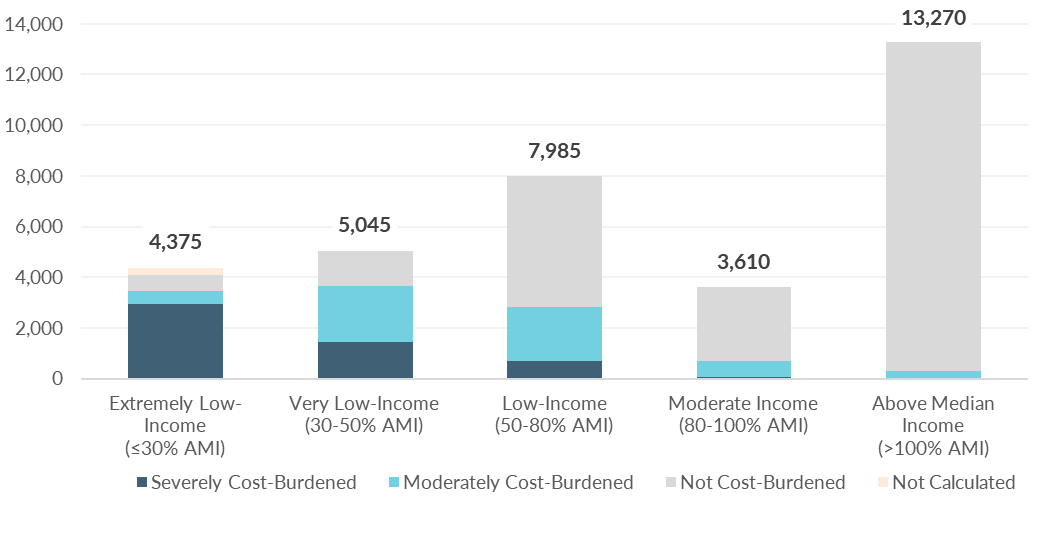 14,000
12,000
10,000
8,000
6,000
4,000
2,000
0
4,375
5,045
7,985
3,610
13,270
Extremely Low-
Income
(≤30% AMI)
Very Low-Income
(30-50% AMI)
Low-Income
(50-80% AMI)
Moderate Income
(80-100% AMI)
Above Median
Income
(>100% AMI)
Severely Cost-Burdened
Moderately Cost-Burdened
Not Cost-Burdened
Not Calculated